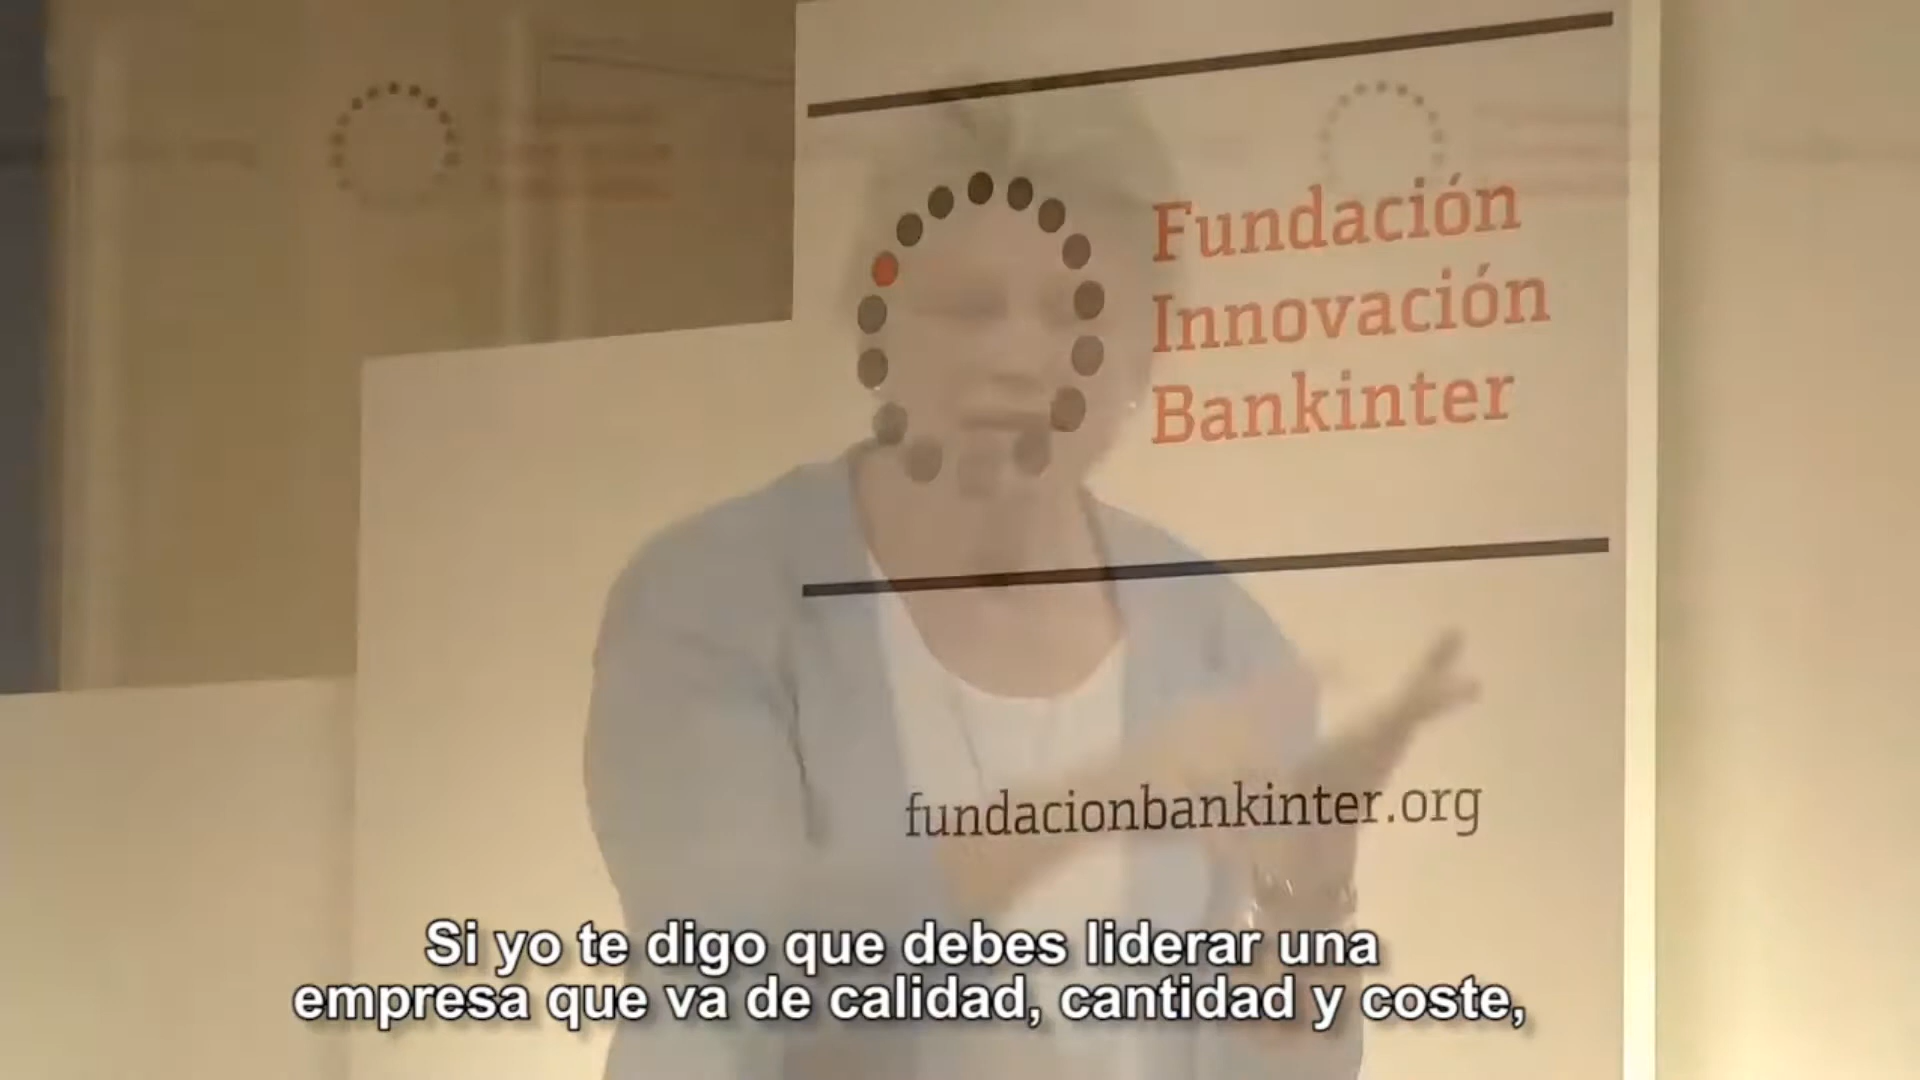 Fundación
Innovación
Bankinter
fundacionbankinter.org
Si yo te digo que debes liderar una
empresa que va de calidad, cantidad y coste,